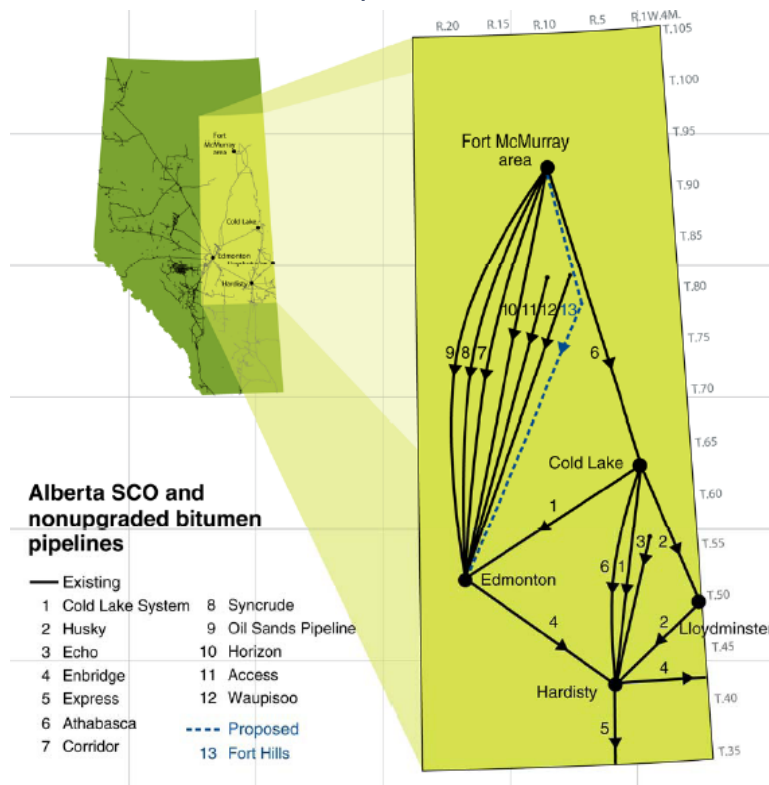 R.20 R.15 R.10 R.5 R.1W.4M.
T.105
T.100
T.95
T.90
T.85
T.80
T.75
T.70
T.65
T.60
T.55
T.50
T.45
T.40
T.35
Fort
McMurray
area
Cold Lake
Edmonton
Hardisty
Fort McMurray
area
10 11 12 13
9 8 7
6
Cold Lake
1
3 2
6 1
Edmonton
Lloydminster
4
2
4
Hardisty
5
Alberta SCO and
nonupgraded bitumen
pipelines
Existing
1 Cold Lake System
2 Husky
3 Echo
4 Enbridge
5 Express
6 Athabasca
7 Corridor
8 Syncrude
9 Oil Sands Pipeline
10 Horizon
11 Access
12 Waupisoo
Proposed
13 Fort Hills